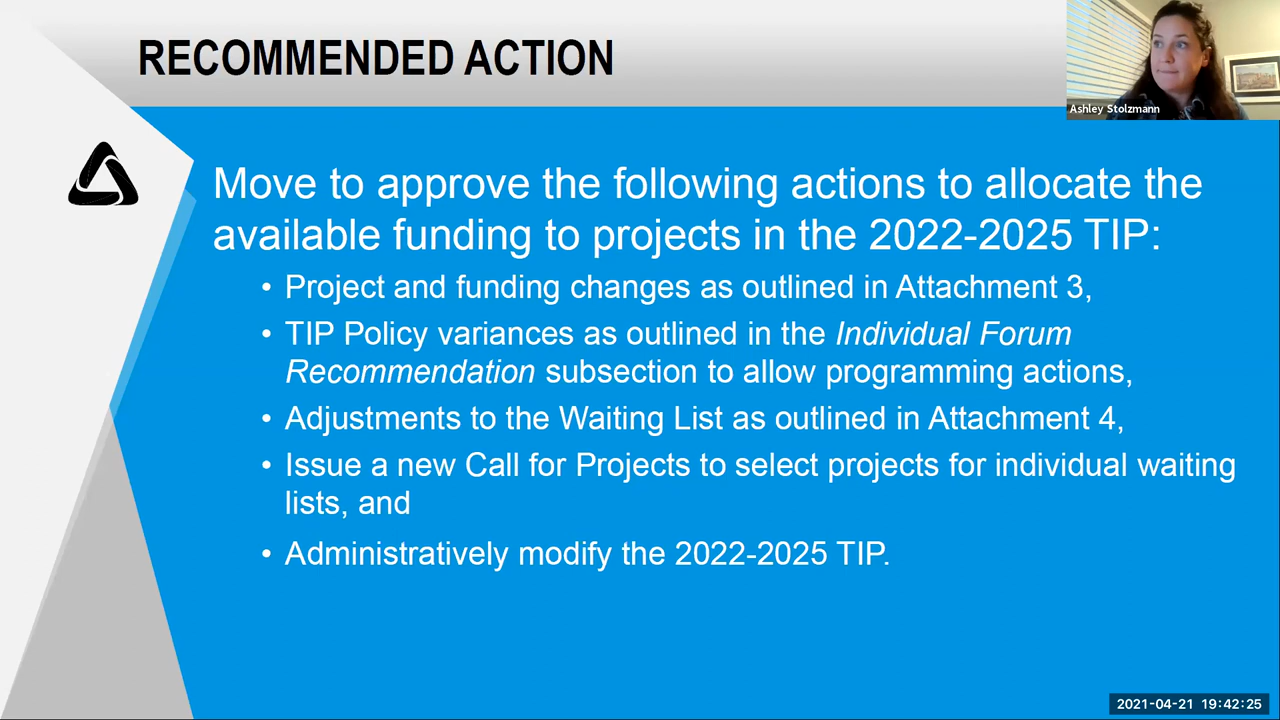 RECOMMENDED ACTION
Ashley Stolzmann
Move to approve the following actions to allocate the
available funding to projects in the 2022-2025 TIP:
• Project and funding changes as outlined in Attachment 3,
• TIP Policy variances as outlined in the Individual Forum
Recommendation subsection to allow programming actions,
• Adjustments to the Waiting List as outlined in Attachment 4,
• Issue a new Call for Projects to select projects for individual waiting
lists, and
• Administratively modify the 2022-2025 TIP.
2021-04-21 19:42:25